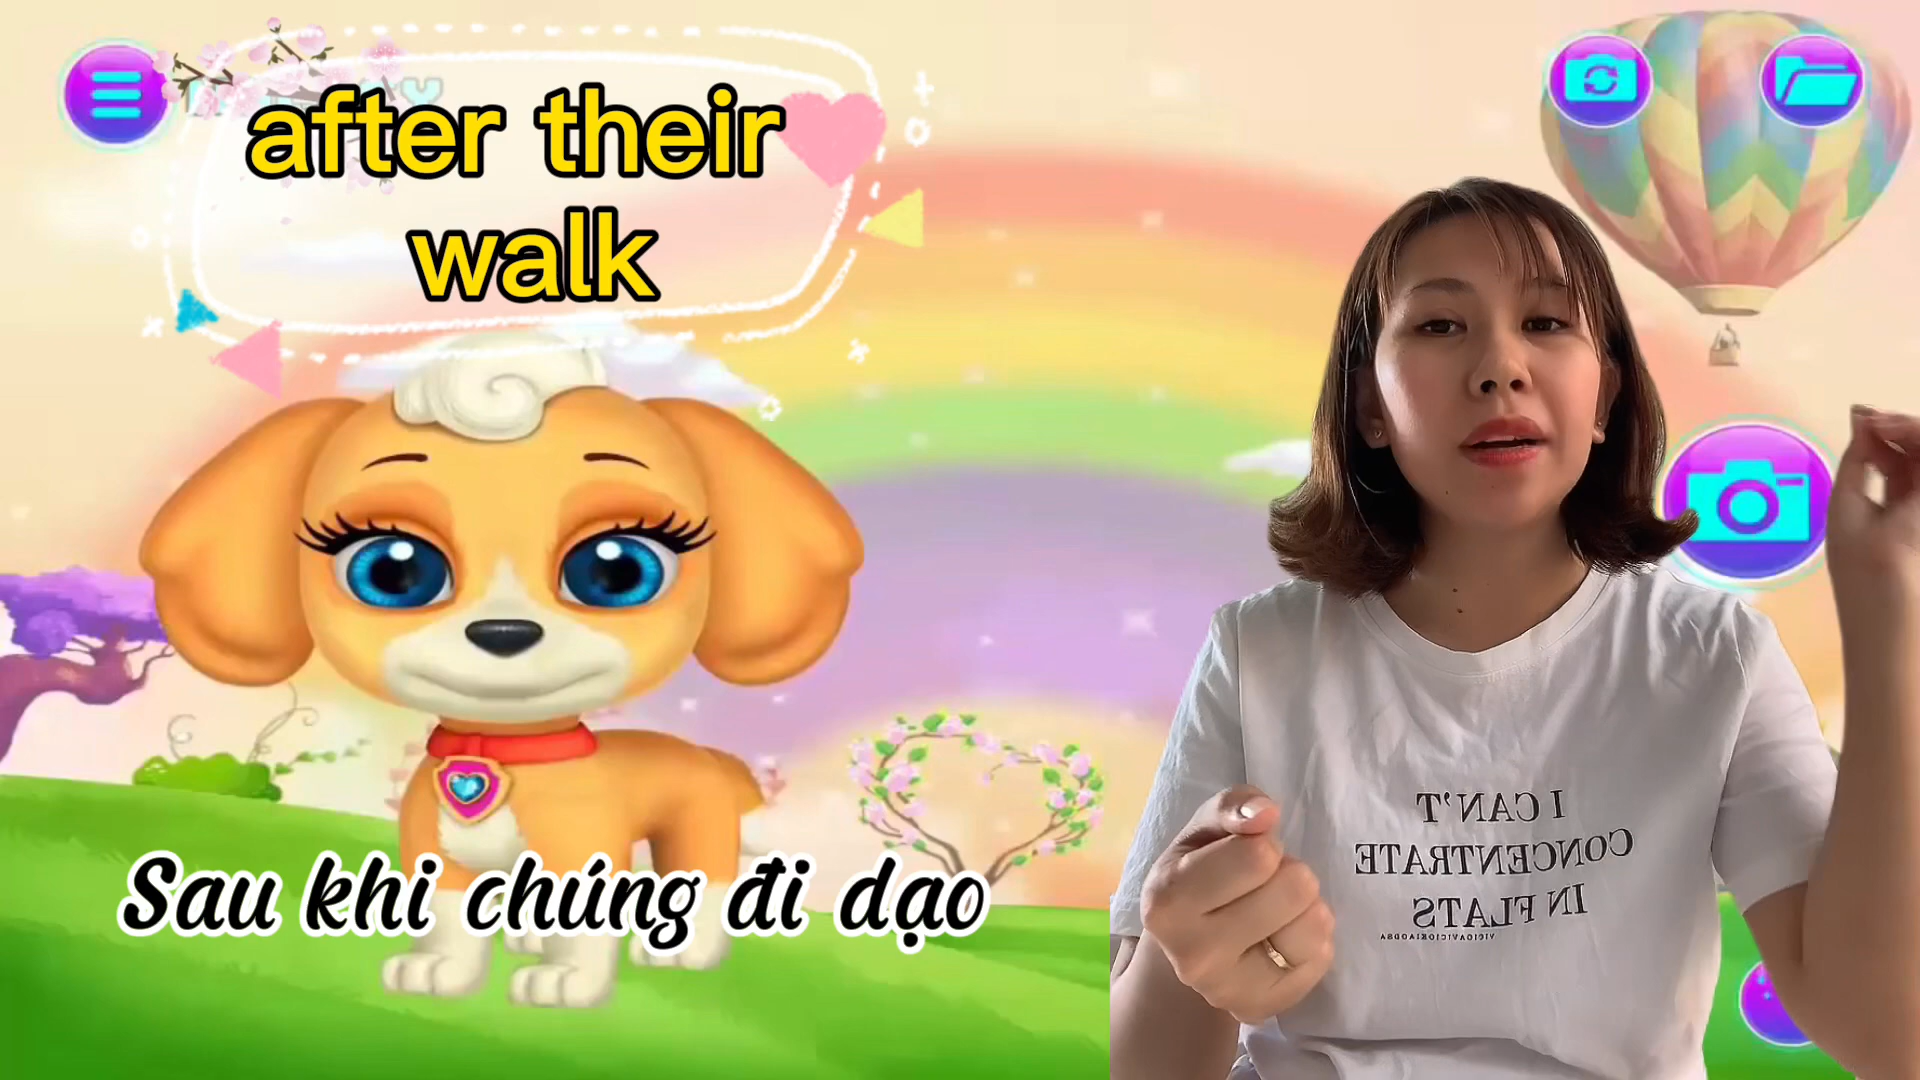 after their
walk
Sau khi chúng đi dạo
I CAN'T
CONCENTRATE
IN FLATS